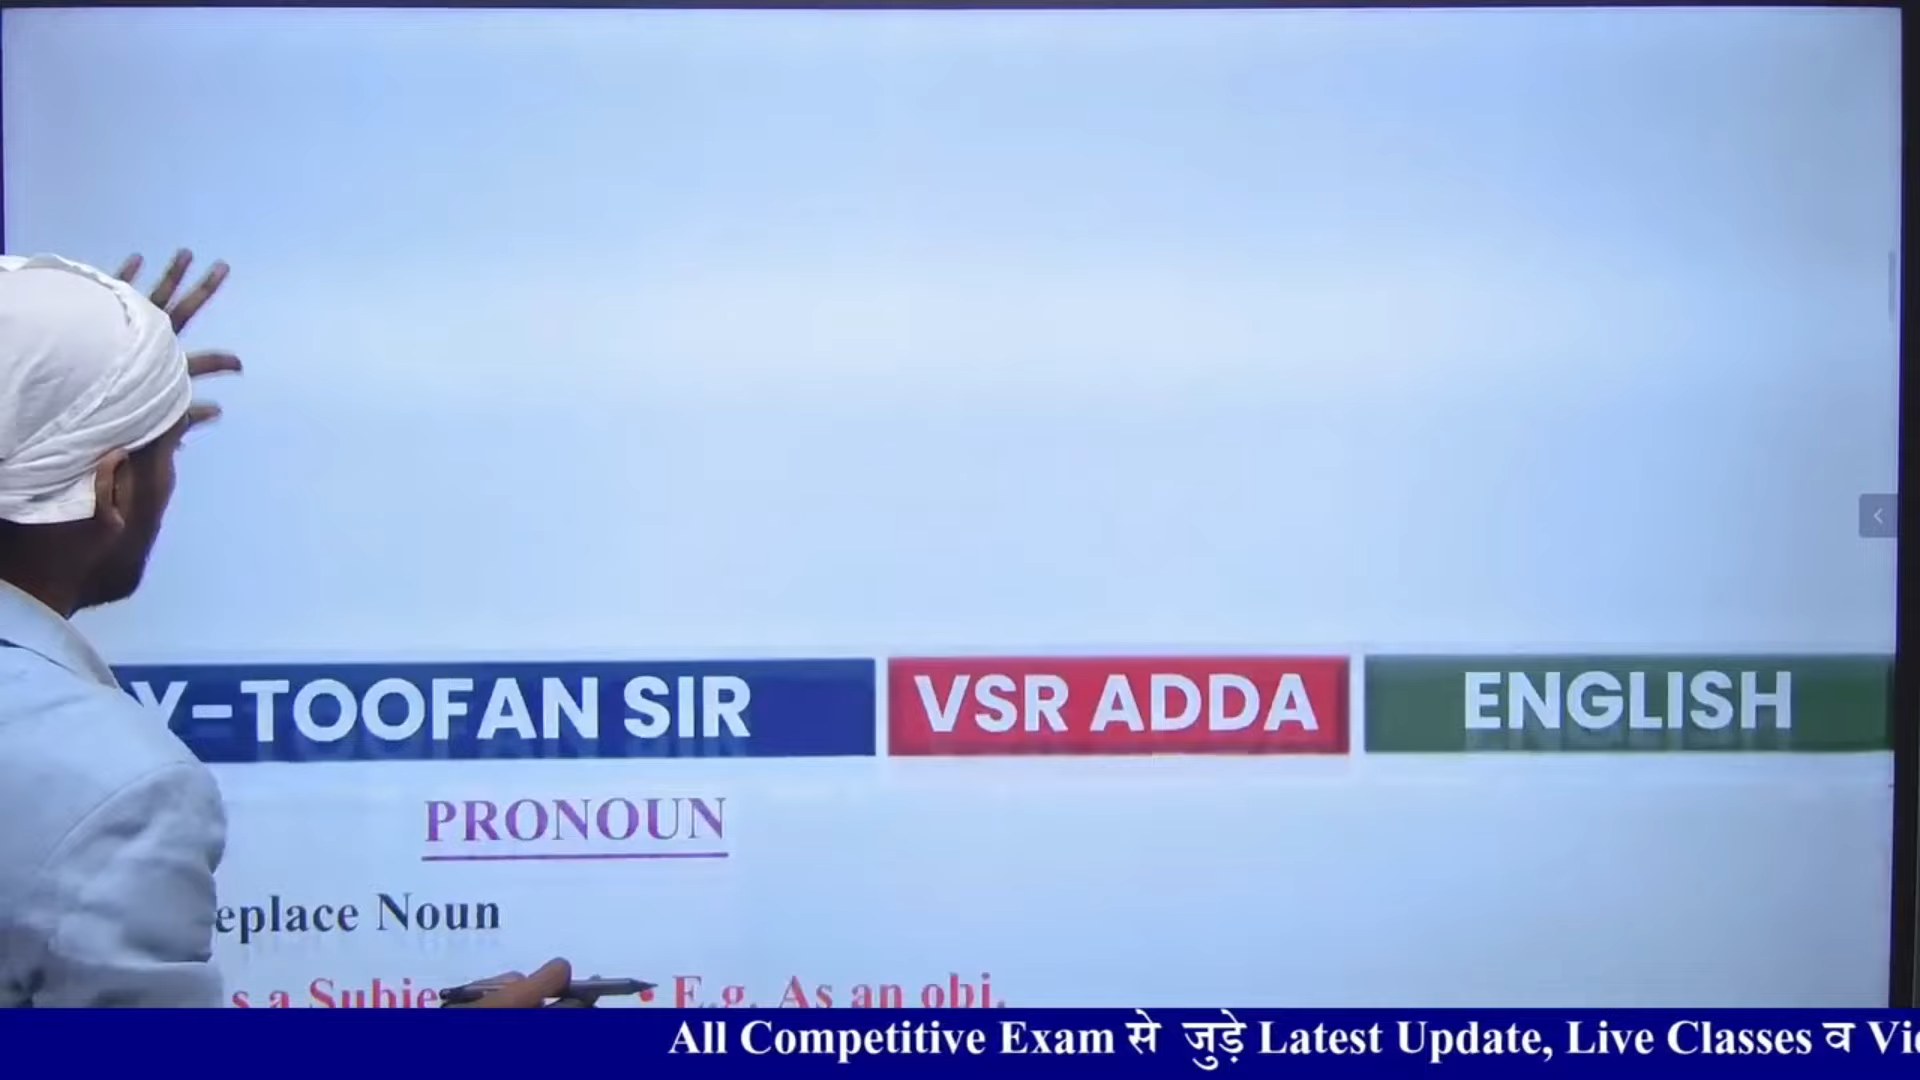 Y-TOOFAN SIR VSR ADDA ENGLISH
PRONOUN
eplace Noun
s a Subje • E.g. As an obj.
All Competitive Exam से जुड़े Latest Update, Live Classes व Vi